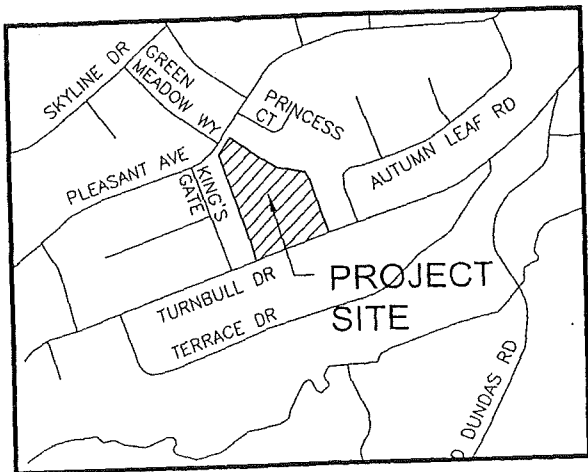 SKYLINE DR
GREEN
MEADOW WY
PRINCESS
CT
PLEASANT AVE
KING'S
GATE
AUTUMN LEAF RD
TURNBULL DR
TERRACE DR
PROJECT
SITE
D DUNDAS RD